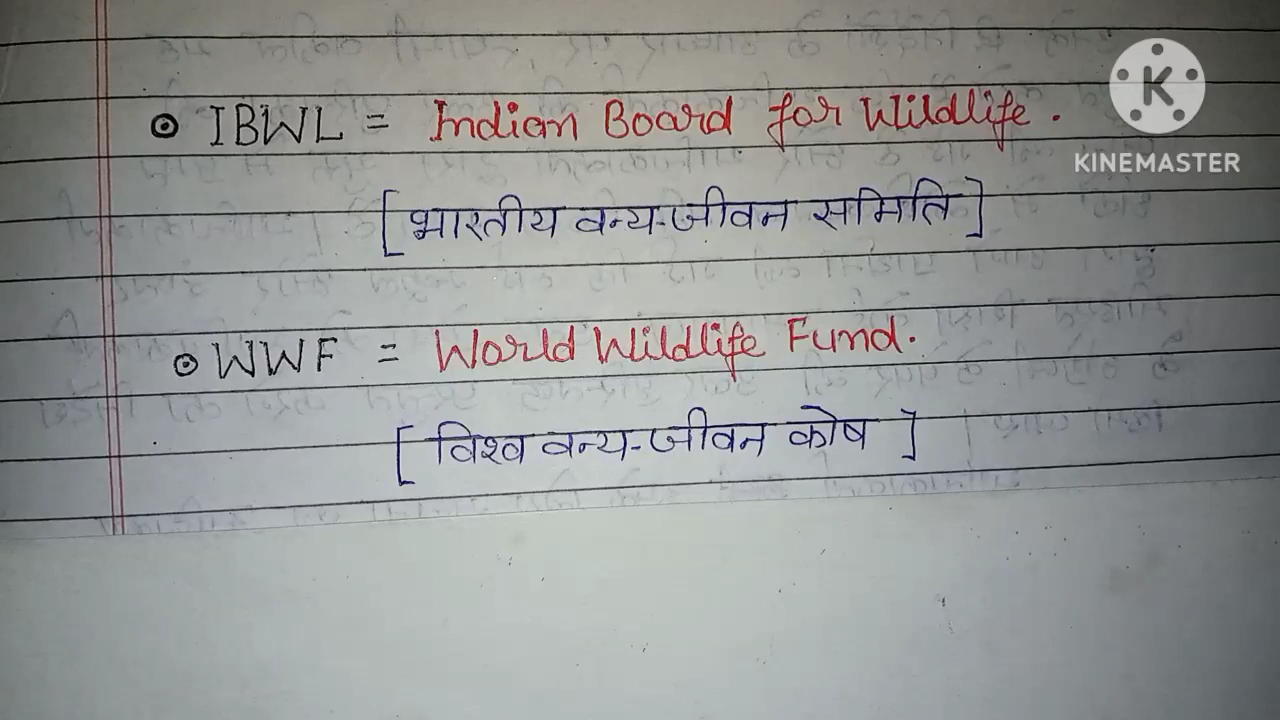 ⊙ IBWL = Indian Board for Wildlife.
[भारतीय वन्य-जीवन समिति]
⊙ WWF = World Wildlife Fund.
[विश्व वन्य-जीवन कोष]
K
KINEMASTER